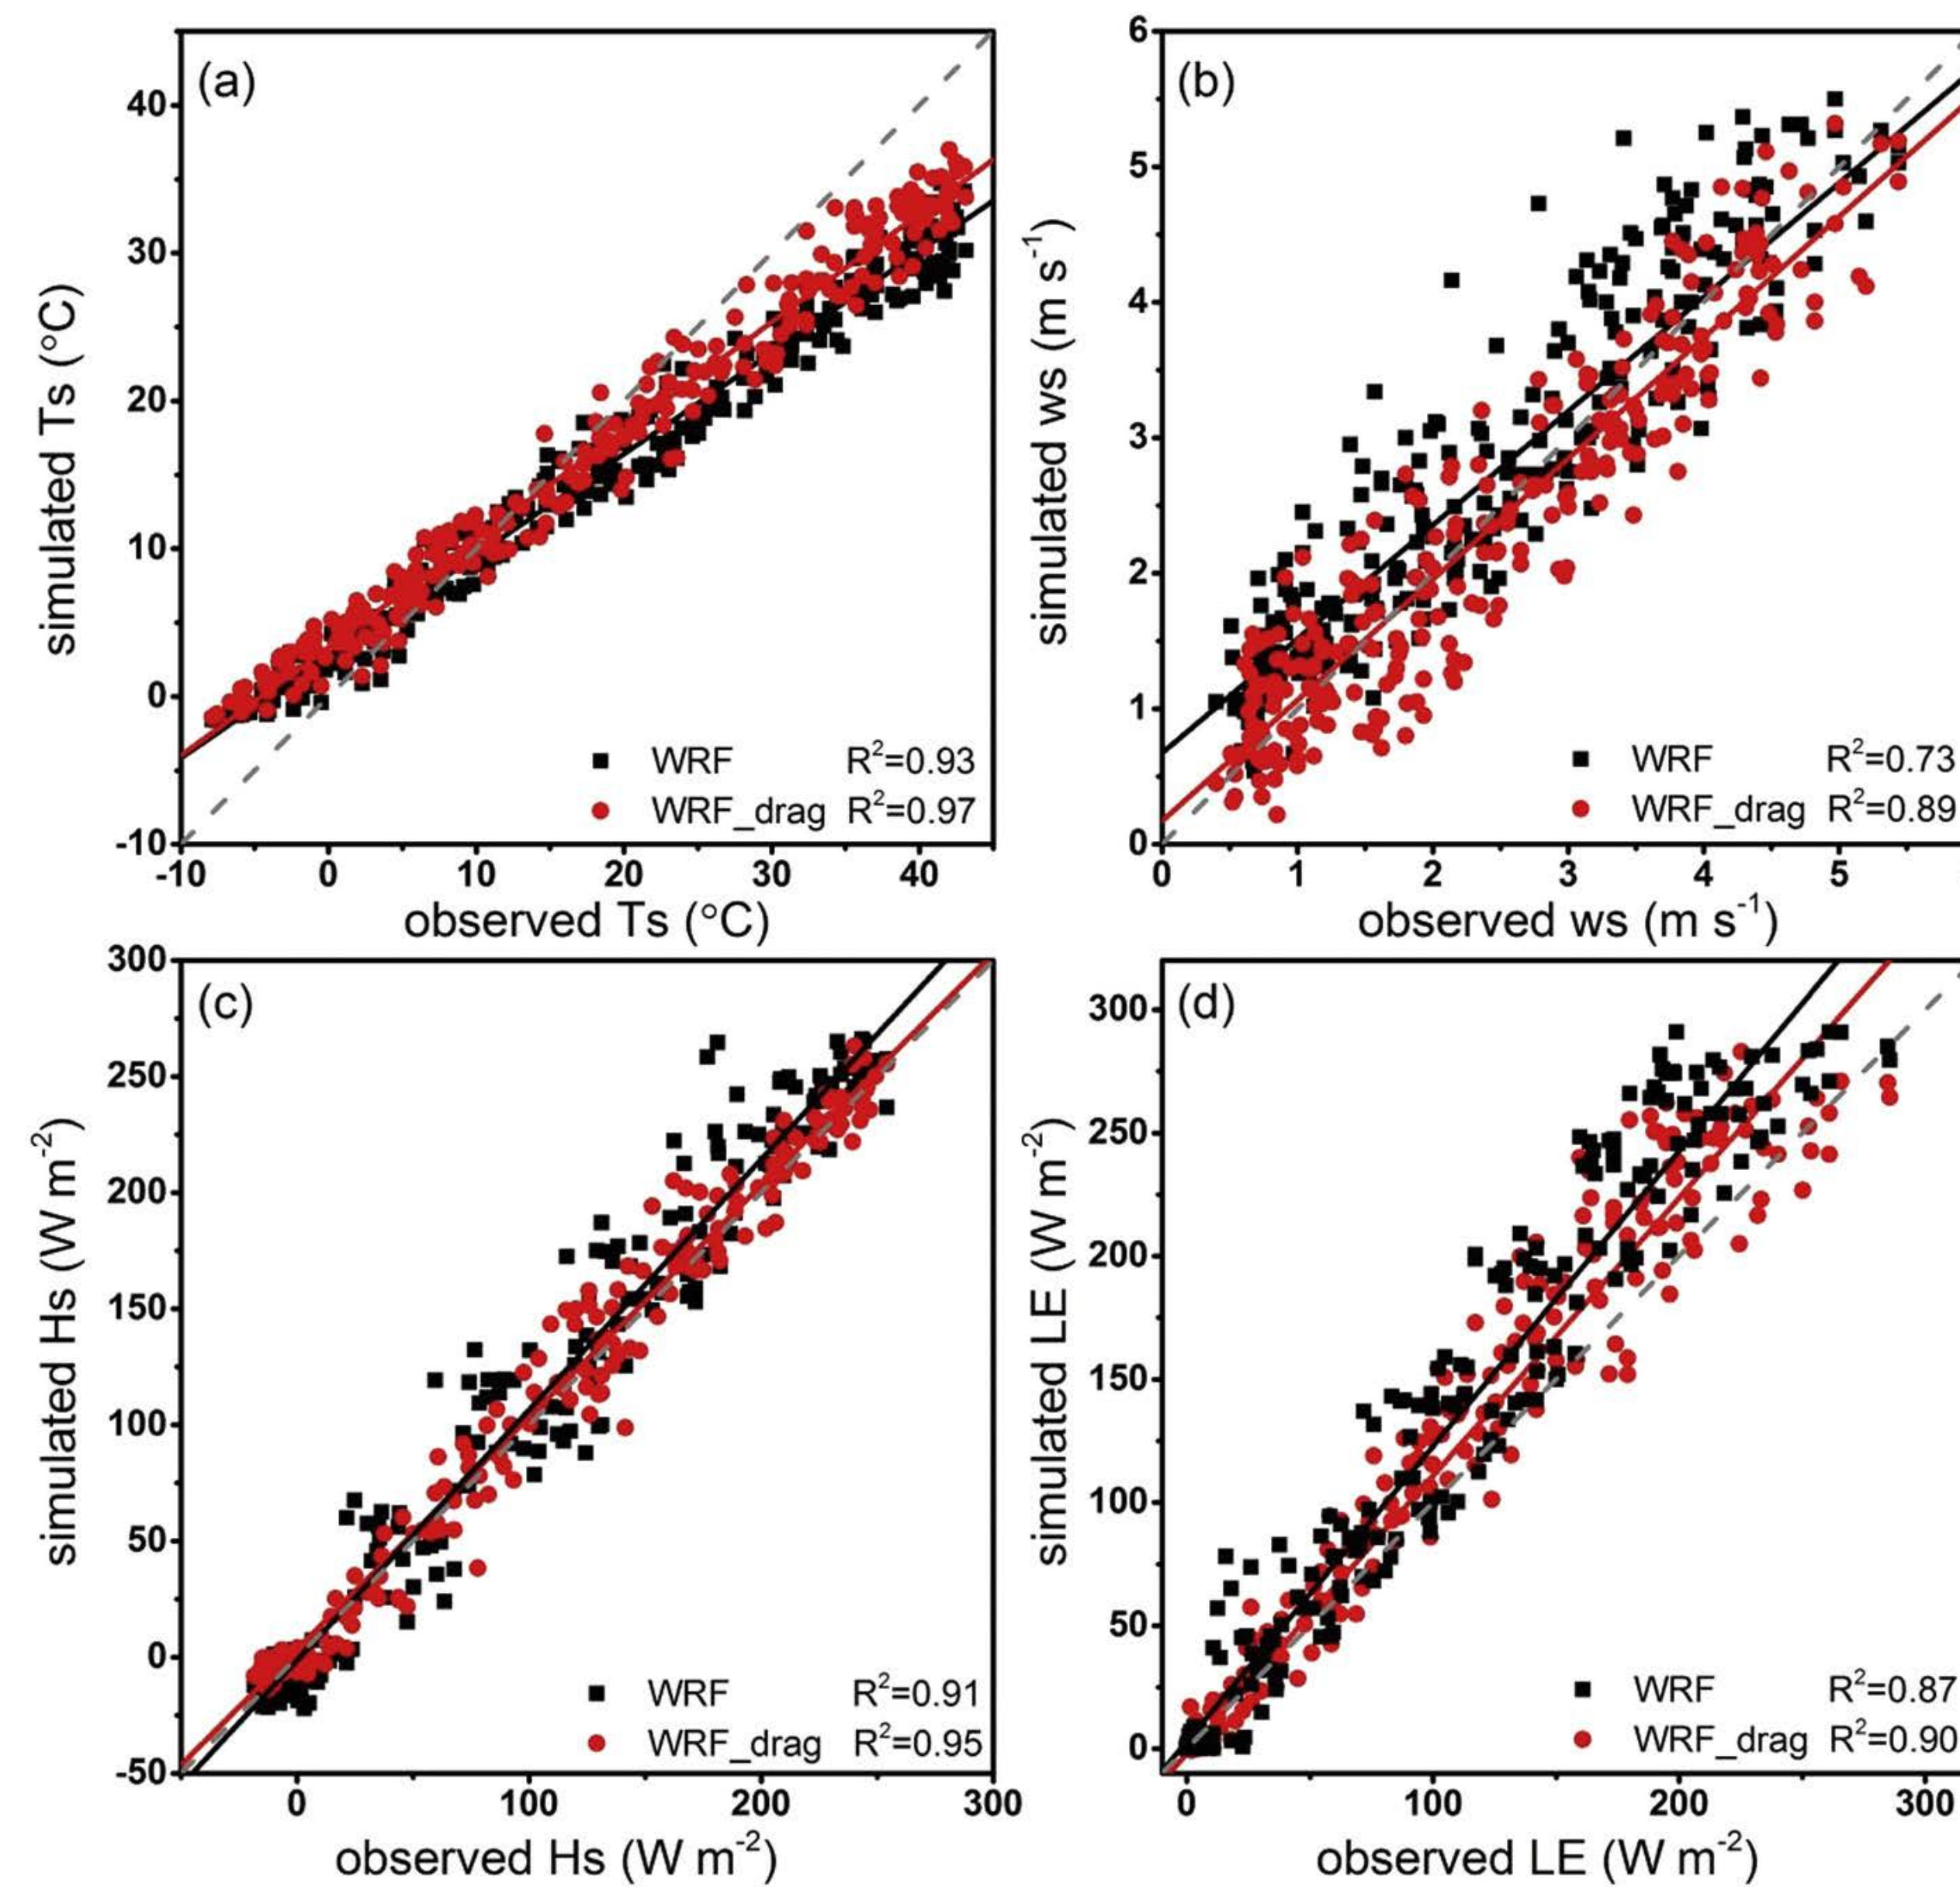 (a)
simulated Ts (°C)
40
30
20
10
0
-10
-10 0 10 20 30 40
observed Ts (°C)
WRF R²=0.93
WRF_drag R²=0.97
(b)
simulated ws (m s⁻¹)
6
5
4
3
2
1
0
0 1 2 3 4 5
observed ws (m s⁻¹)
WRF R²=0.73
WRF_drag R²=0.89
(c)
simulated Hs (W m⁻²)
300
250
200
150
100
50
0
-50
0 100 200 300
observed Hs (W m⁻²)
WRF R²=0.91
WRF_drag R²=0.95
(d)
simulated LE (W m⁻²)
300
250
200
150
100
50
0
0 100 200 300
observed LE (W m⁻²)
WRF R²=0.87
WRF_drag R²=0.90